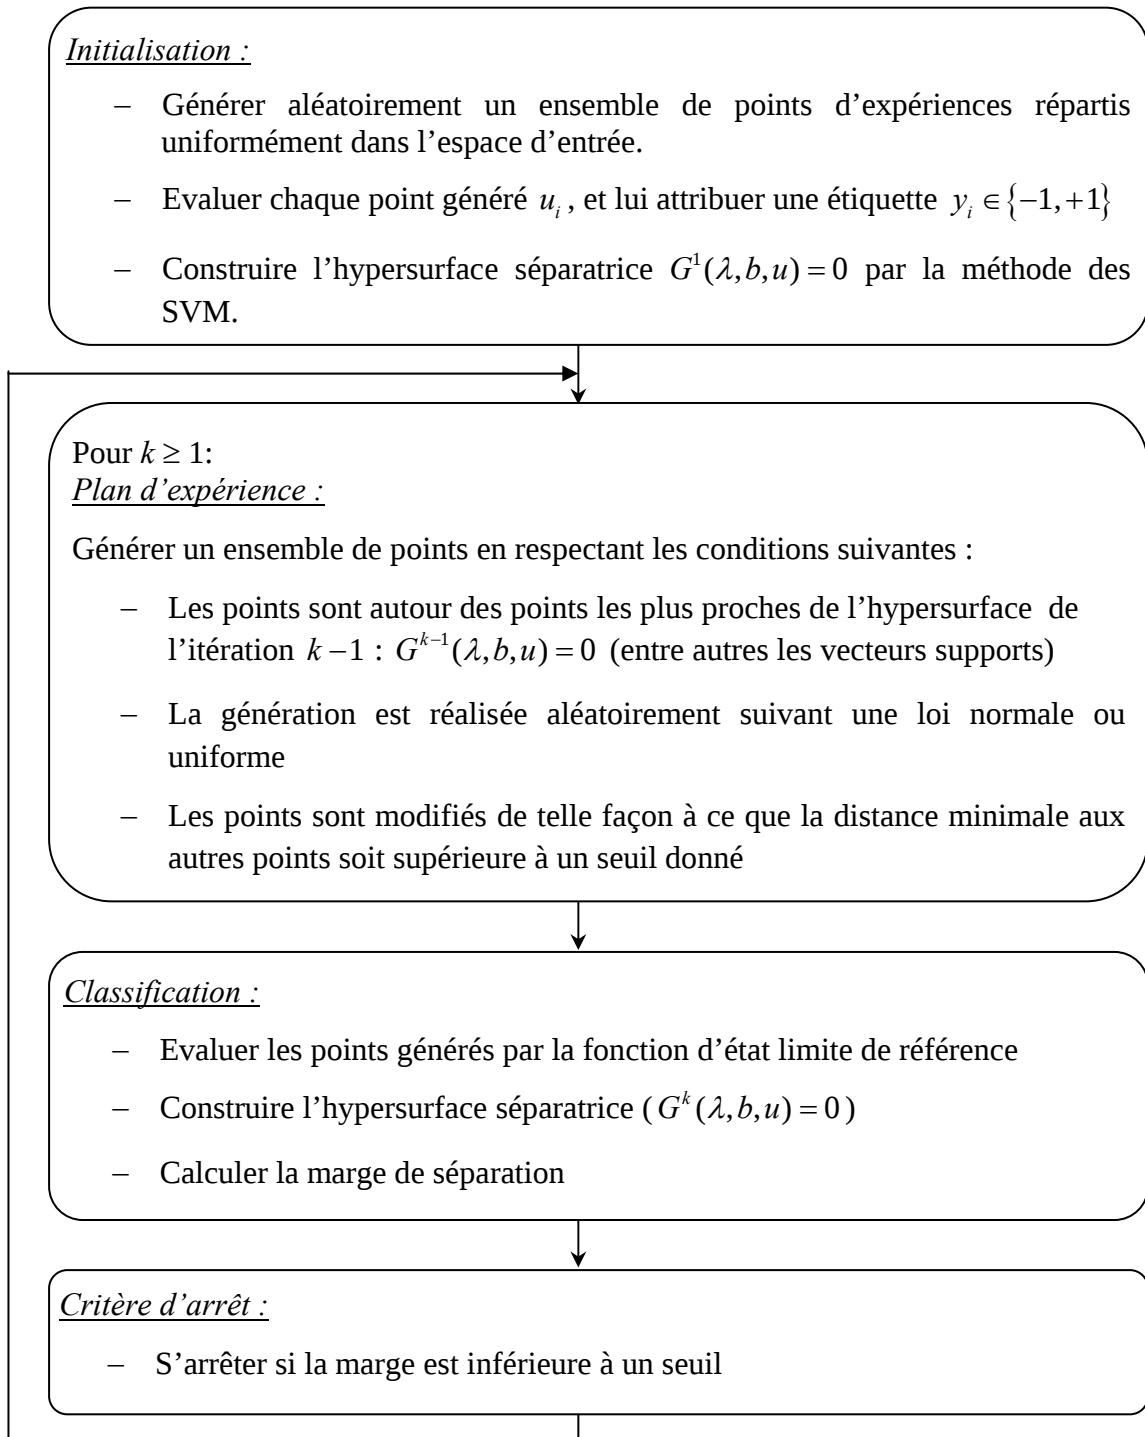 Initialisation :
– Générer aléatoirement un ensemble de points d’expériences répartis
uniformément dans l’espace d’entrée.
– Evaluer chaque point généré u_i , et lui attribuer une étiquette y_i ∈ {−1,+1}
– Construire l’hypersurface séparatrice G^1(λ,b,u) = 0 par la méthode des
SVM.
Pour k ≥ 1:
Plan d’expérience :
Générer un ensemble de points en respectant les conditions suivantes :
– Les points sont autour des points les plus proches de l’hypersurface de
l’itération k−1 : G^{k−1}(λ,b,u) = 0 (entre autres les vecteurs supports)
– La génération est réalisée aléatoirement suivant une loi normale ou
uniforme
– Les points sont modifiés de telle façon à ce que la distance minimale aux
autres points soit supérieure à un seuil donné
Classification :
– Evaluer les points générés par la fonction d’état limite de référence
– Construire l’hypersurface séparatrice ( G^k(λ,b,u) = 0 )
– Calculer la marge de séparation
Critère d’arrêt :
– S’arrêter si la marge est inférieure à un seuil